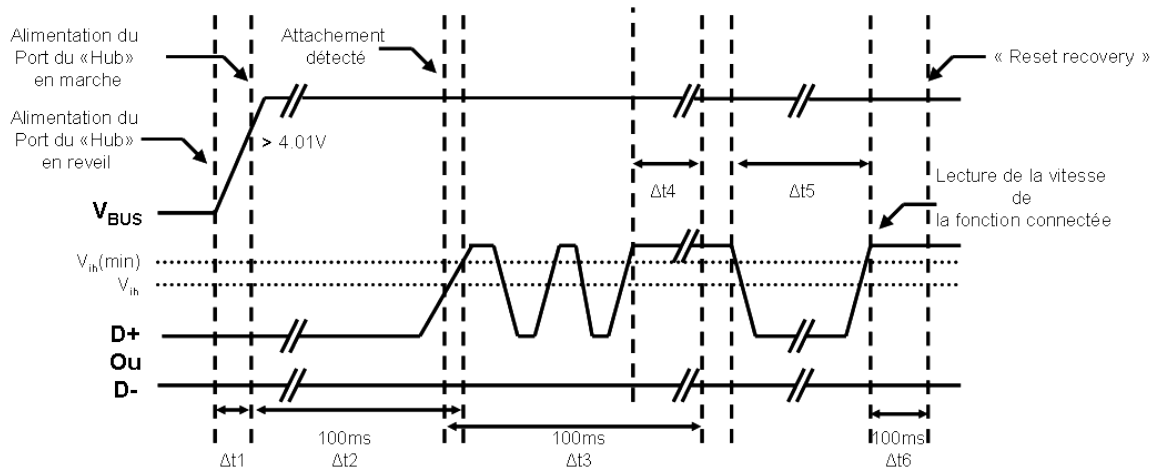 Alimentation du
Port du «Hub»
en marche
Attachement
détecté
« Reset recovery »
Alimentation du
Port du «Hub»
en reveil
> 4.01V
Δt4
Δt5
Lecture de la vitesse
de
la fonction connectée
VBUS
Vih(min)
Vih
D+
Ou
D-
100ms
100ms
100ms
Δt1
Δt2
Δt3
Δt6